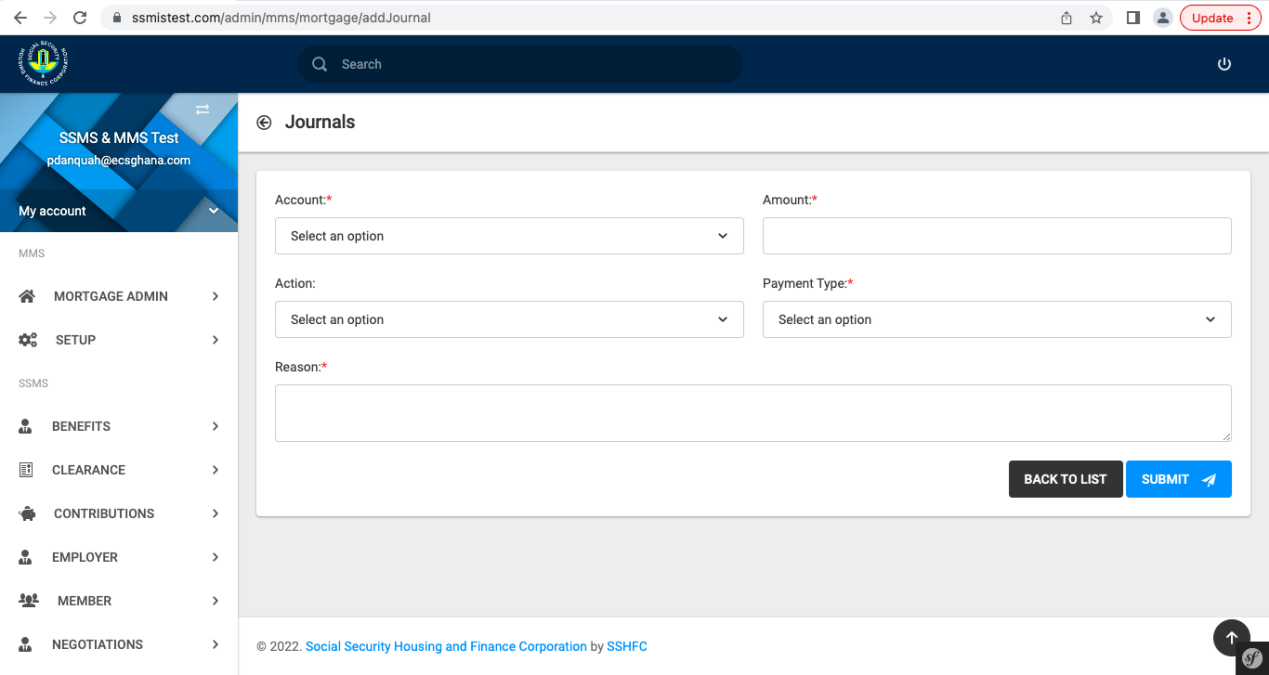 ssmistest.com/admin/mms/mortgage/addJournal
Update
SOCIAL SECURITY
HOUSING FINANCE CORPORATION
Search
SSMS & MMS Test
pdanquah@ecsghana.com
My account
MMS
MORTGAGE ADMIN
SETUP
SSMS
BENEFITS
CLEARANCE
CONTRIBUTIONS
EMPLOYER
MEMBER
NEGOTIATIONS
Journals
Account:*
Amount:*
Select an option
Action:
Payment Type:*
Select an option
Select an option
Reason:*
BACK TO LIST
SUBMIT
© 2022. Social Security Housing and Finance Corporation by SSHFC
sf